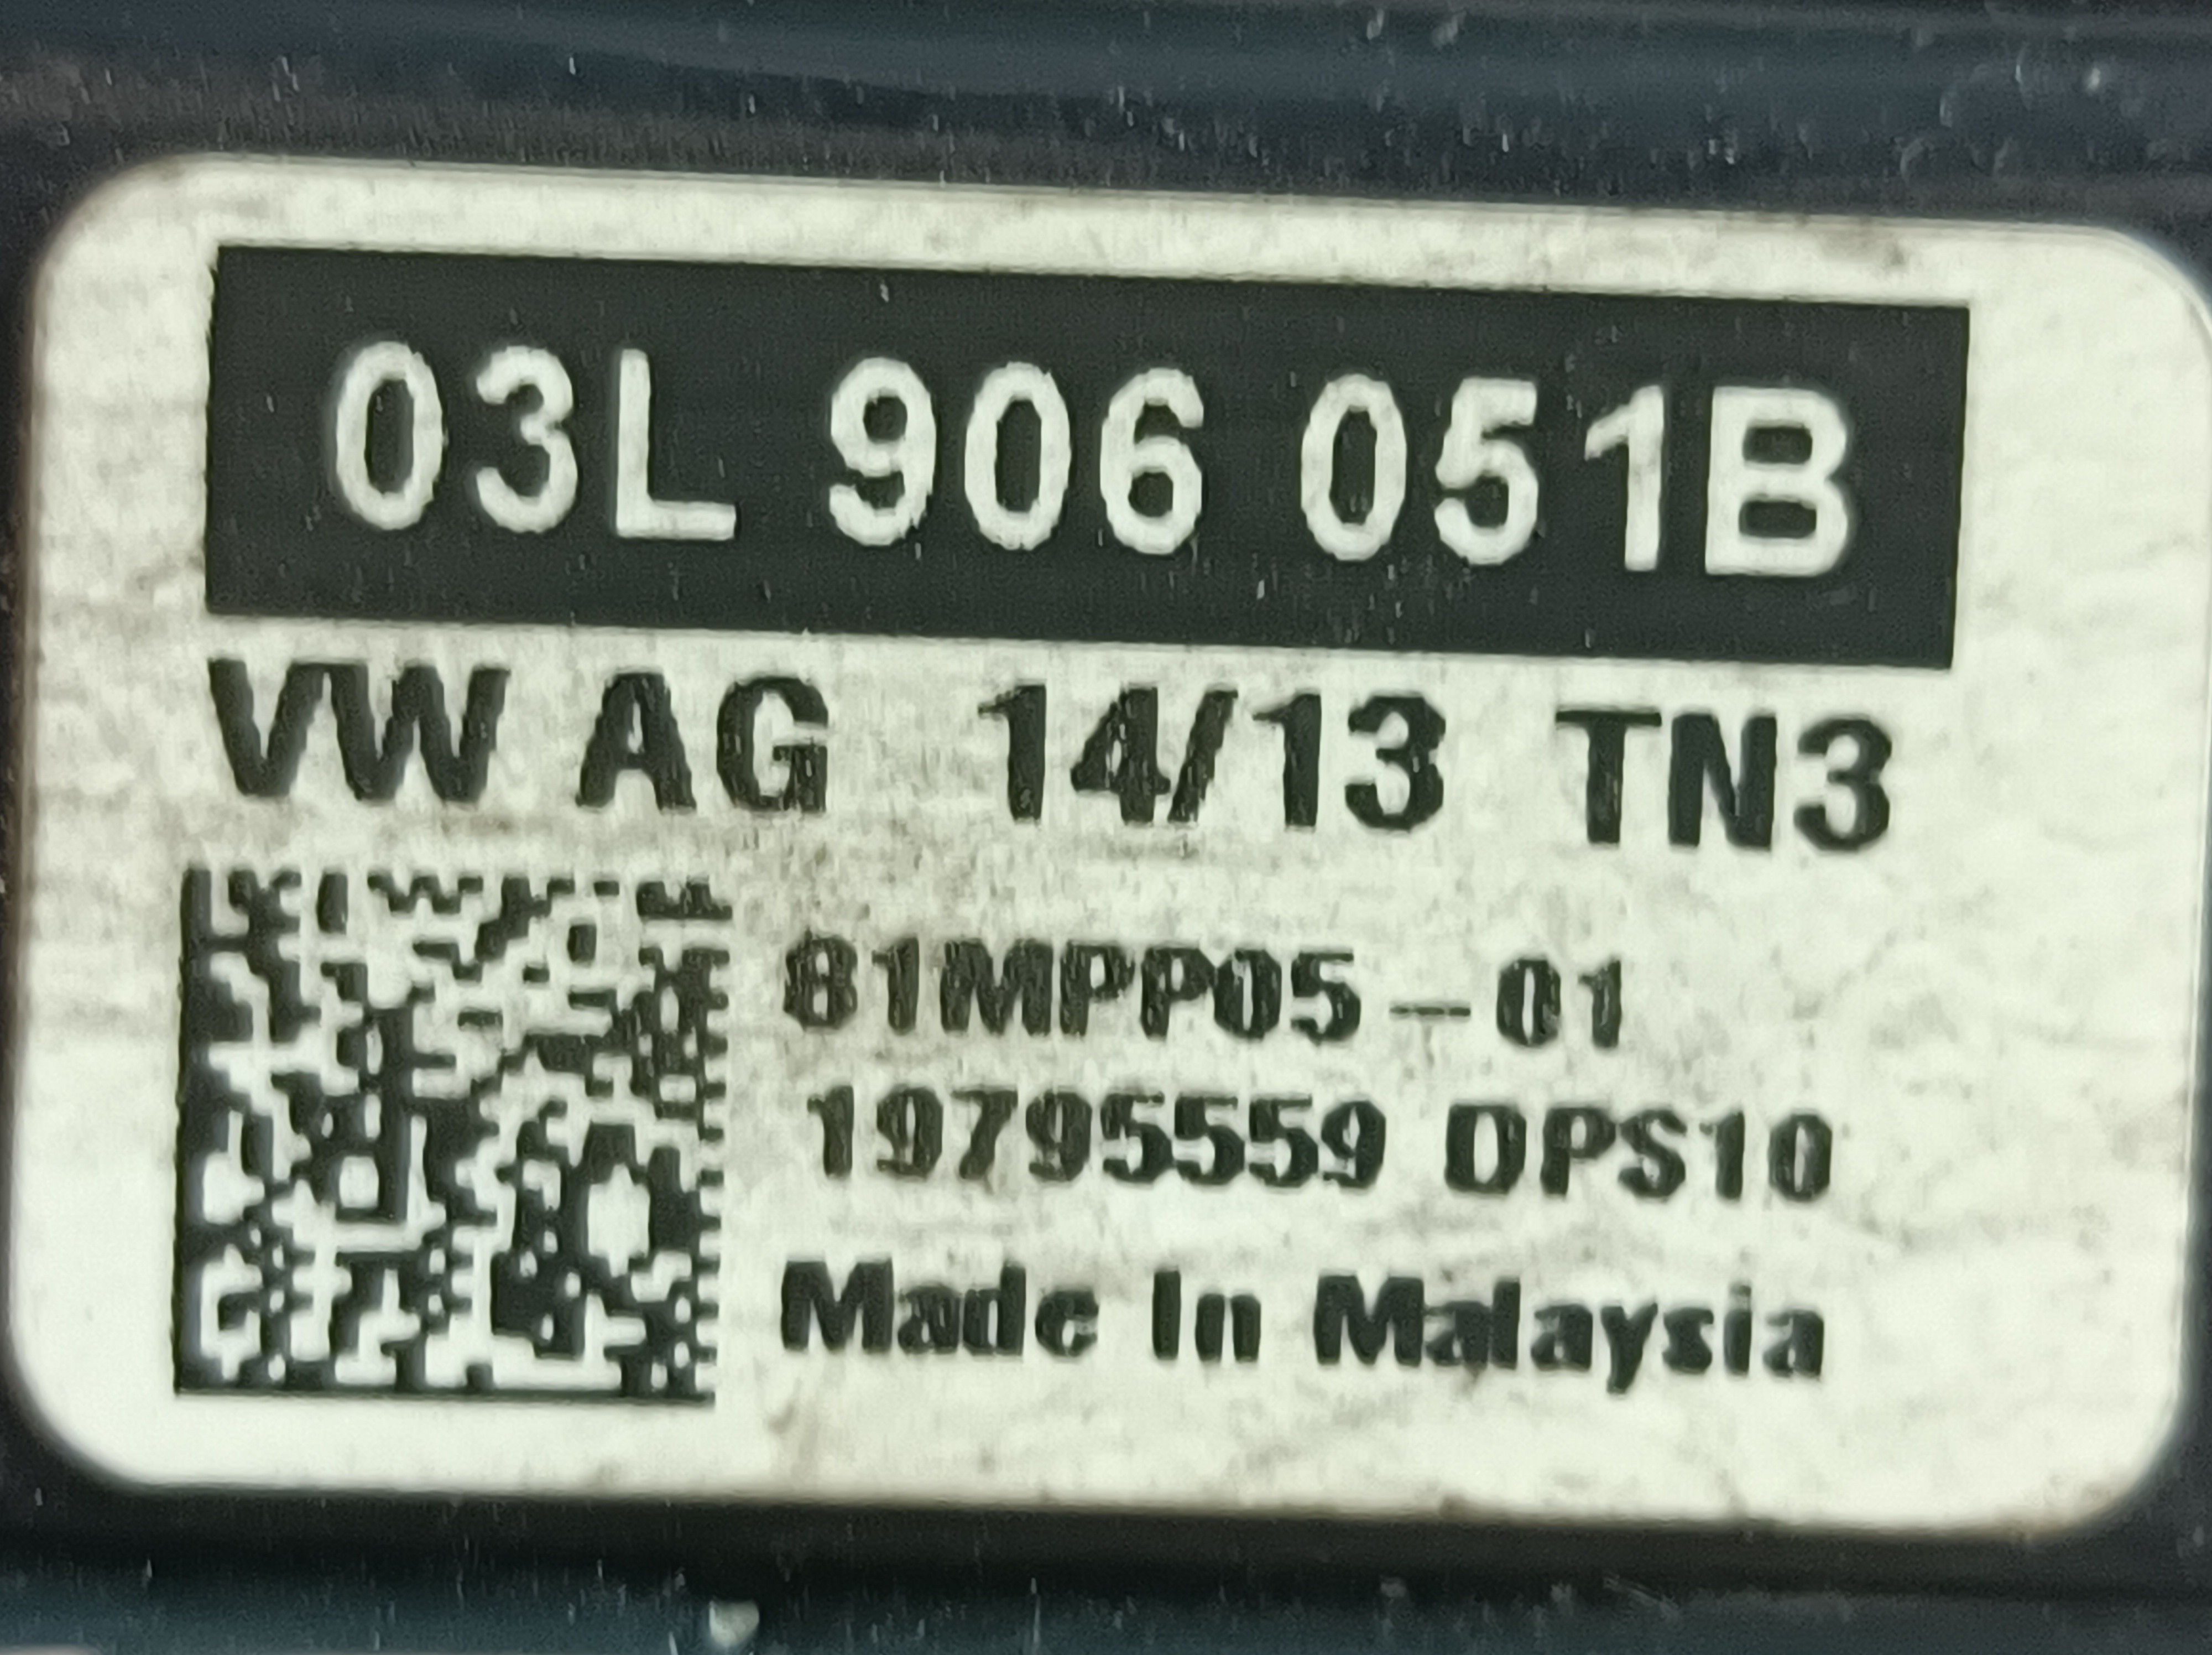 03L 906 051B
VW AG 14/13 TN3
81MPP05-01
19795559 DPS10
Made In Malaysia